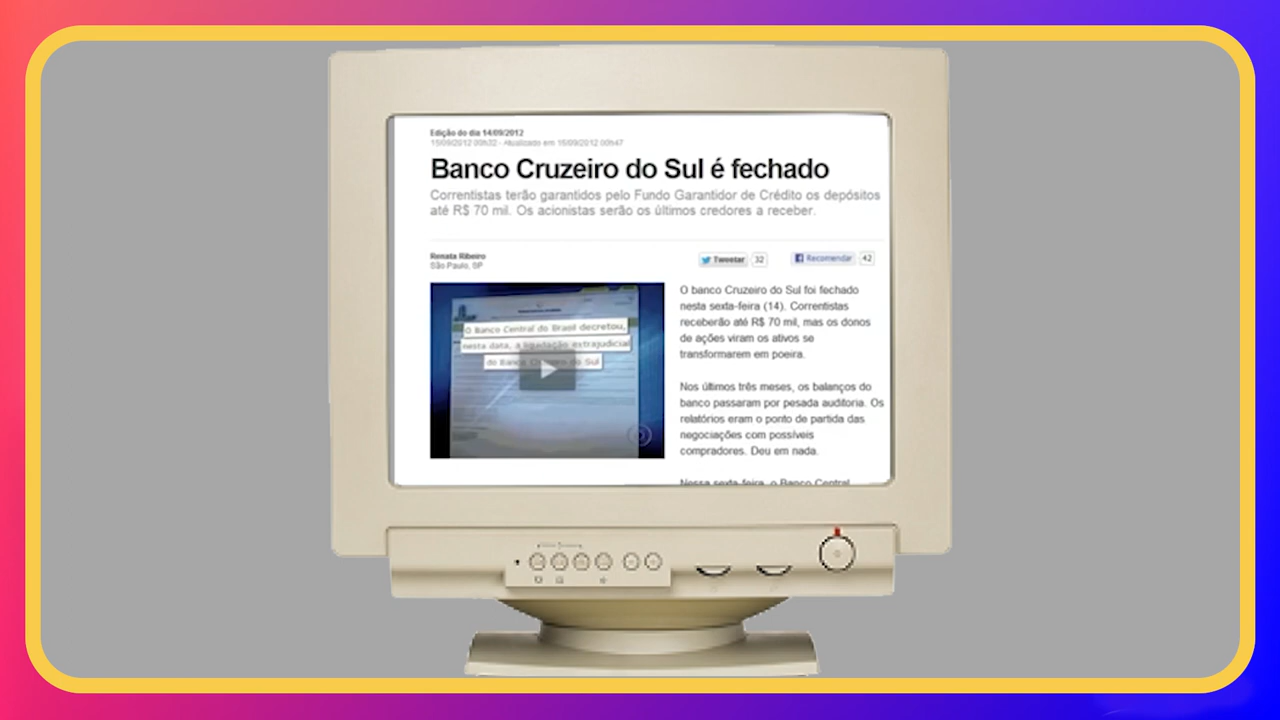 Edição do dia 14/09/2012
15/09/2012 00h32 - Atualizado em 15/09/2012 00h47
Banco Cruzeiro do Sul é fechado
Correntistas terão garantidos pelo Fundo Garantidor de Crédito os depósitos
até R$ 70 mil. Os acionistas serão os últimos credores a receber.
Renata Ribeiro
São Paulo, SP
Tweetar 32
Recomendar 42
O Banco Central do Brasil decretou,
nesta data, a liquidação extrajudicial
do Banco Cruzeiro do Sul
O banco Cruzeiro do Sul foi fechado
nesta sexta-feira (14). Correntistas
receberão até R$ 70 mil, mas os donos
de ações viram os ativos se
transformarem em poeira.
Nos últimos três meses, os balanços do
banco passaram por pesada auditoria. Os
relatórios eram o ponto de partida das
negociações com possíveis
compradores. Deu em nada.
Nessa sexta-feira, o Banco Central